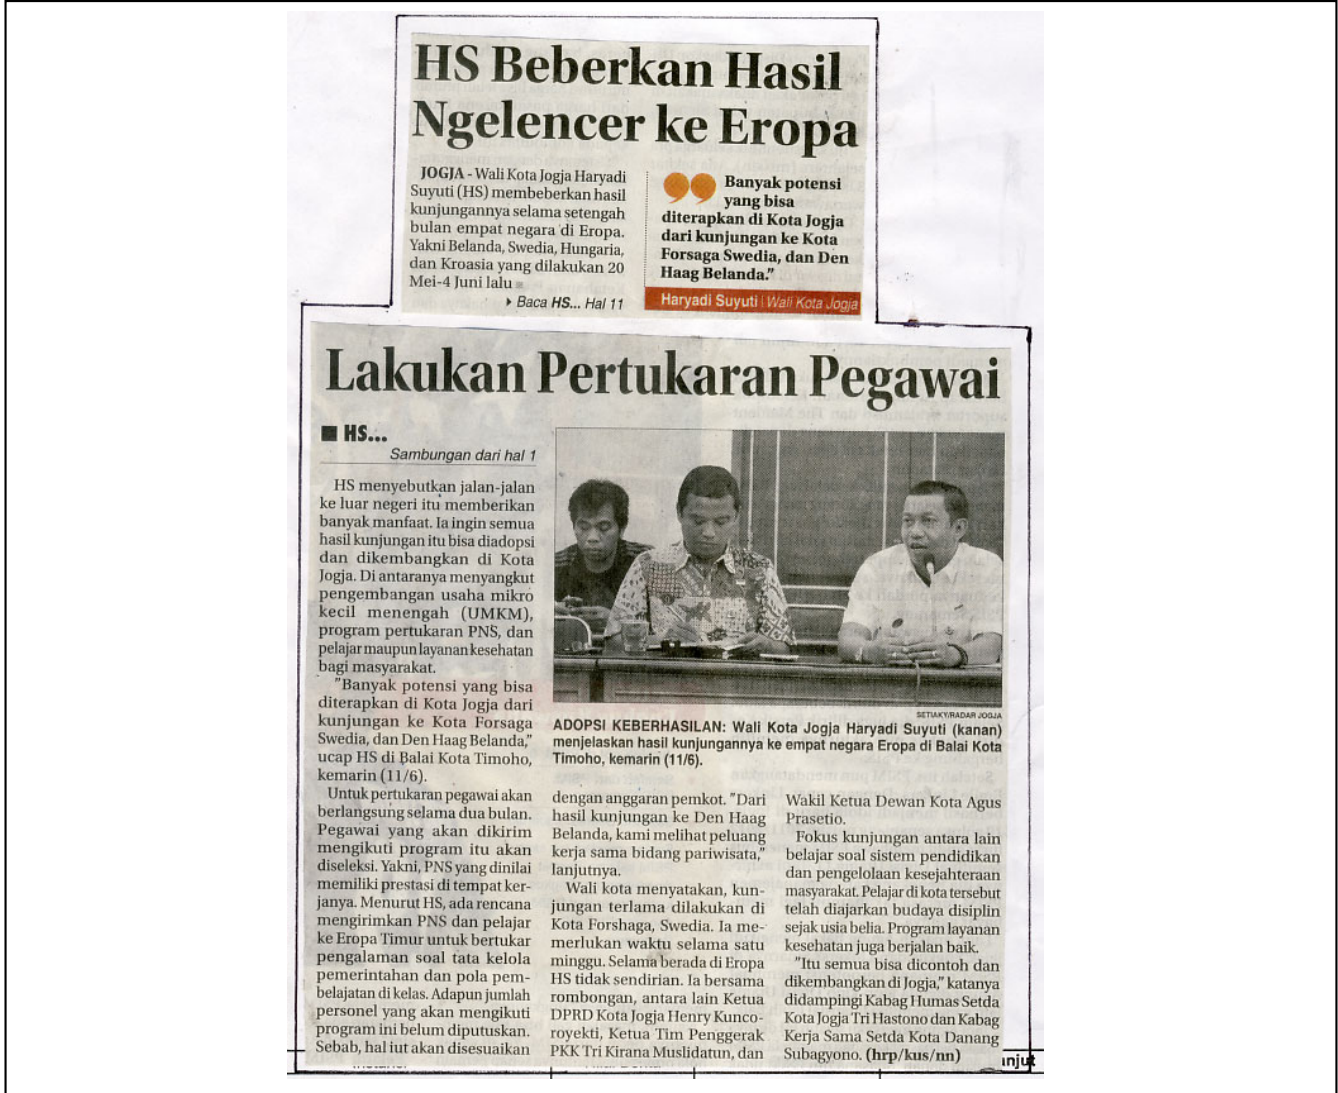 HS Beberkan Hasil
Ngelencer ke Eropa
JOGJA - Wali Kota Jogja Haryadi
Suyuti (HS) membeberkan hasil
kunjungannya selama setengah
bulan empat negara di Eropa.
Yakni Belanda, Swedia, Hungaria,
dan Kroasia yang dilakukan 20
Mei-4 Juni lalu
Baca HS... Hal 11
Banyak potensi
yang bisa
diterapkan di Kota Jogja
dari kunjungan ke Kota
Forsaga Swedia, dan Den
Haag Belanda."
Haryadi Suyuti | Wali Kota Jogja
Lakukan Pertukaran Pegawai
HS...
Sambungan dari hal 1
HS menyebutkan jalan-jalan
ke luar negeri itu memberikan
banyak manfaat. Ia ingin semua
hasil kunjungan itu bisa diadopsi
dan dikembangkan di Kota
Jogja. Di antaranya menyangkut
pengembangan usaha mikro
kecil menengah (UMKM),
program pertukaran PNS, dan
pelajar maupun layanan kesehatan
bagi masyarakat.
"Banyak potensi yang bisa
diterapkan di Kota Jogja dari
kunjungan ke Kota Forsaga
Swedia, dan Den Haag Belanda,"
ucap HS di Balai Kota Timoho,
kemarin (11/6).
Untuk pertukaran pegawai akan
berlangsung selama dua bulan.
Pegawai yang akan dikirim
mengikuti program itu akan
diseleksi. Yakni, PNS yang dinilai
memiliki prestasi di tempat ker-
janya. Menurut HS, ada rencana
mengirimkan PNS dan pelajar
ke Eropa Timur untuk bertukar
pengalaman soal tata kelola
pemerintahan dan pola pem-
belajatan di kelas. Adapun jumlah
personel yang akan mengikuti
program ini belum diputuskan.
Sebab, hal iut akan disesuaikan
SETIAKY/RADAR JOGJA
ADOPSI KEBERHASILAN: Wali Kota Jogja Haryadi Suyuti (kanan)
menjelaskan hasil kunjungannya ke empat negara Eropa di Balai Kota
Timoho, kemarin (11/6).
dengan anggaran pemkot. "Dari
hasil kunjungan ke Den Haag
Belanda, kami melihat peluang
kerja sama bidang pariwisata,"
lanjutnya.
Wali kota menyatakan, kun-
jungan terlama dilakukan di
Kota Forshaga, Swedia. Ia me-
merlukan waktu selama satu
minggu. Selama berada di Eropa
HS tidak sendirian. Ia bersama
rombongan, antara lain Ketua
DPRD Kota Jogja Henry Kunco-
royekti, Ketua Tim Penggerak
PKK Tri Kirana Muslidatun, dan
Wakil Ketua Dewan Kota Agus
Prasetio.
Fokus kunjungan antara lain
belajar soal sistem pendidikan
dan pengelolaan kesejahteraan
masyarakat. Pelajar di kota tersebut
telah diajarkan budaya disiplin
sejak usia belia. Program layanan
kesehatan juga berjalan baik.
"Itu semua bisa dicontoh dan
dikembangkan di Jogja," katanya
didampingi Kabag Humas Setda
Kota Jogja Tri Hastono dan Kabag
Kerja Sama Setda Kota Danang
Subagyono. (hrp/kus/nn)